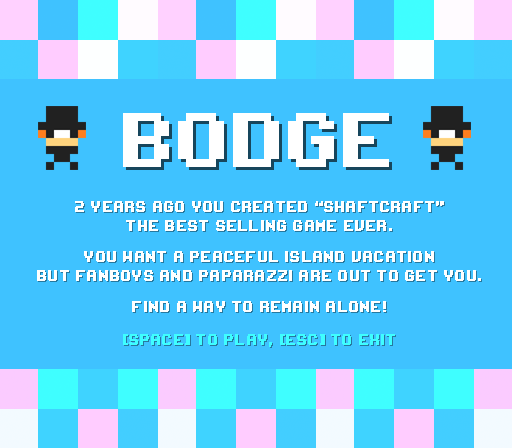 BODGE
2 YEARS AGO YOU CREATED "SHAFTCRAFT"
THE BEST SELLING GAME EVER.
YOU WANT A PEACEFUL ISLAND VACATION
BUT FANBOYS AND PAPARAZZI ARE OUT TO GET YOU.
FIND A WAY TO REMAIN ALONE!
[SPACE] TO PLAY, [ESC] TO EXIT